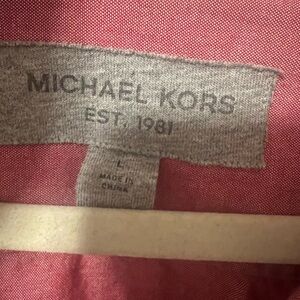 MICHAEL KORS
EST. 1981
L
MADE IN
CHINA